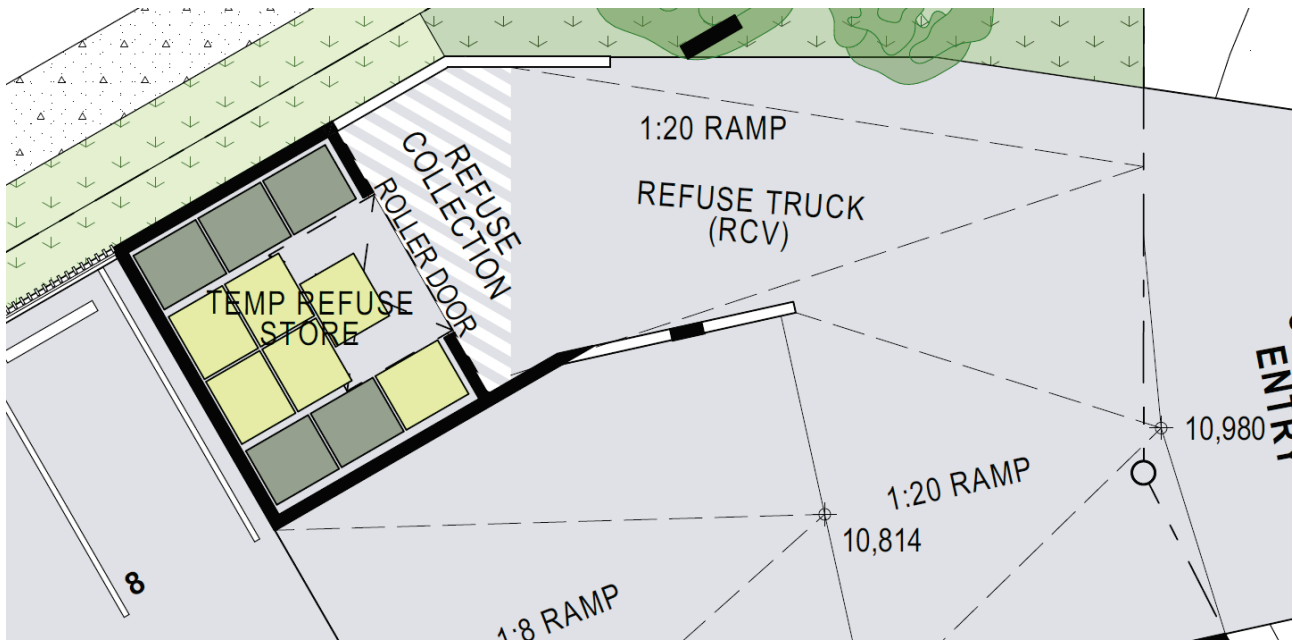 1:20 RAMP
REFUSE
COLLECTION
REFUSE TRUCK
(RCV)
ROLLER DOOR
TEMP REFUSE
STORE
ENTRY
10,980
1:20 RAMP
10,814
8
1:8 RAMP